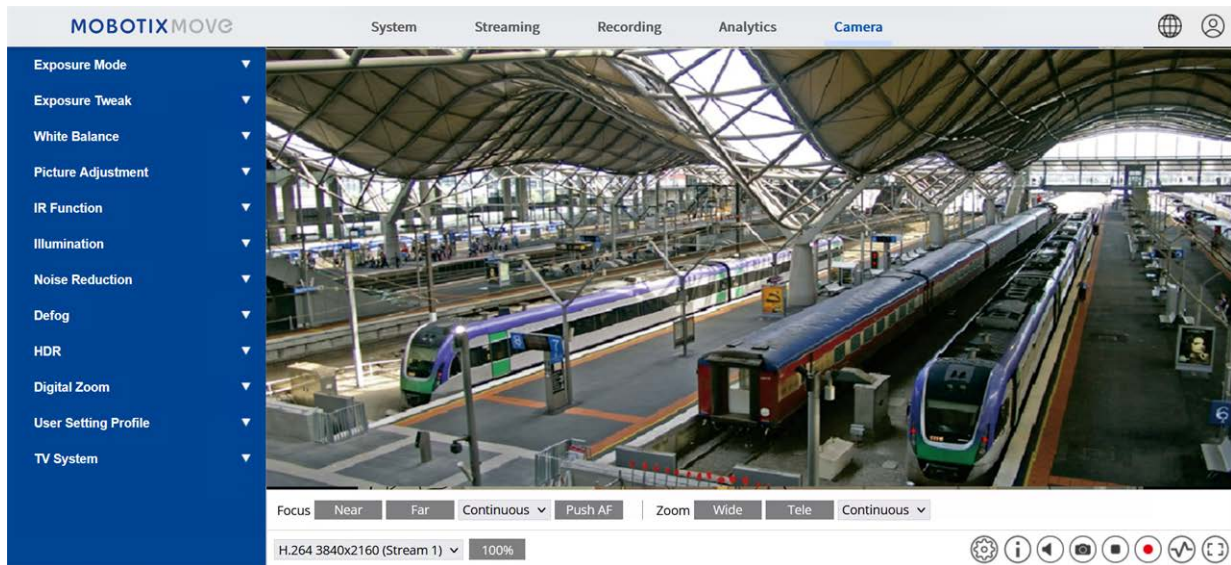 MOBOTIXMOVE
System Streaming Recording Analytics Camera
Exposure Mode
Exposure Tweak
White Balance
Picture Adjustment
IR Function
Illumination
Noise Reduction
Defog
HDR
Digital Zoom
User Setting Profile
TV System
Focus Near Far Continuous Push AF Zoom Wide Tele Continuous
H.264 3840x2160 (Stream 1) 100%